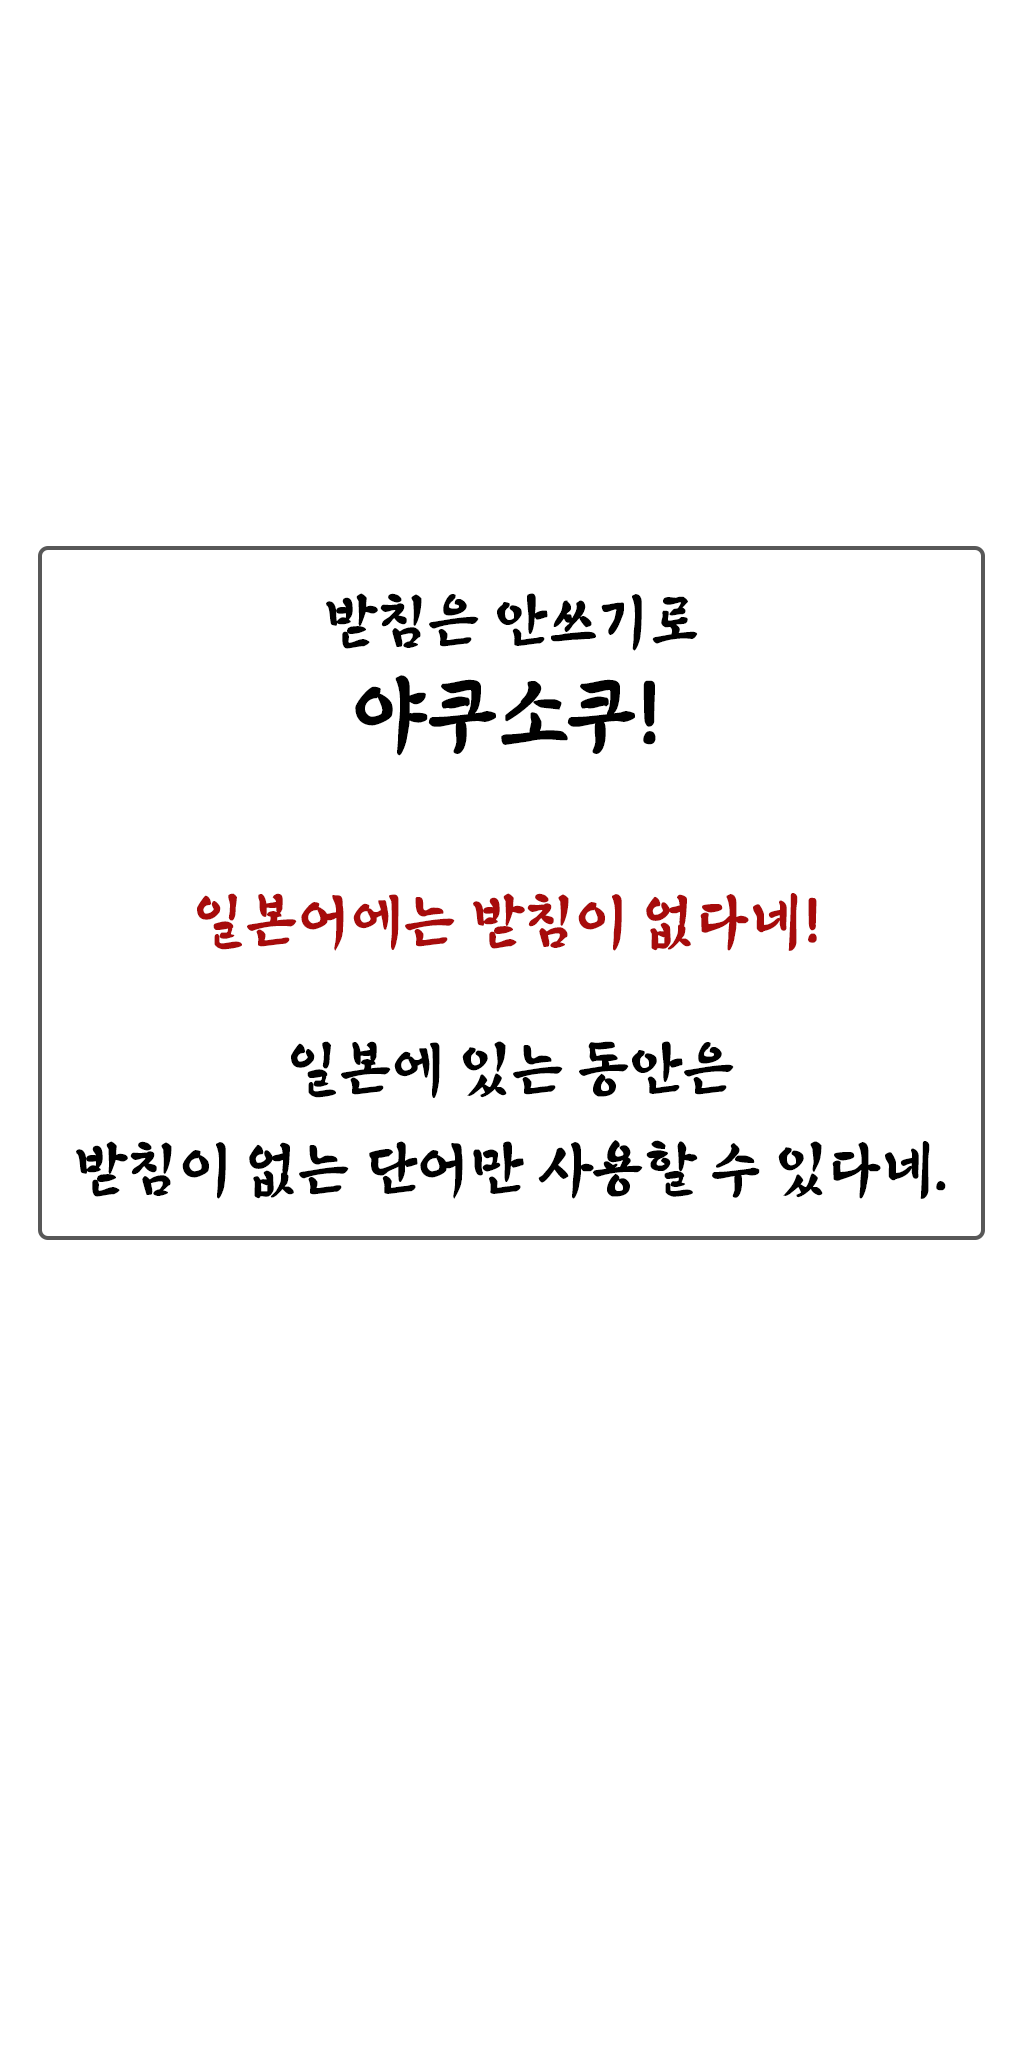 받침은 안쓰기로
야쿠소쿠!
일본어에는 받침이 없다네!
일본에 있는 동안은
받침이 없는 단어만 사용할 수 있다네.